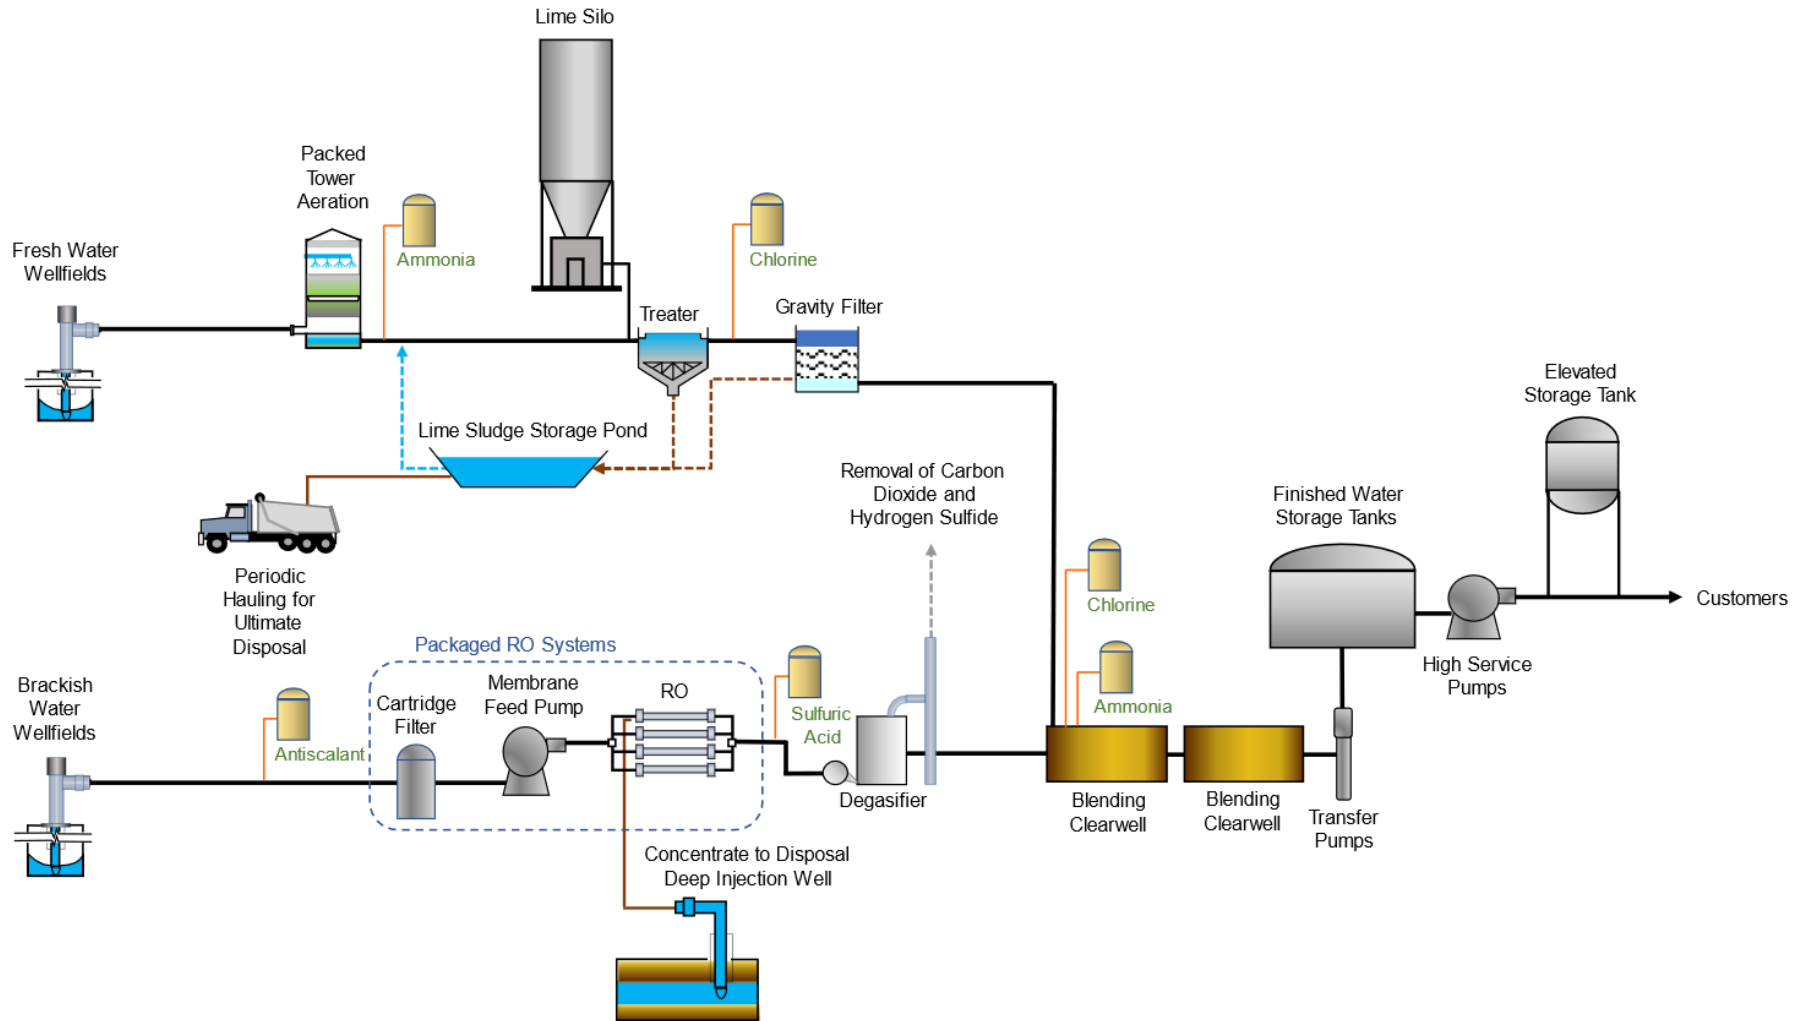 Lime Silo
Packed
Tower
Aeration
Fresh Water
Wellfields
Ammonia
Chlorine
Treater
Gravity Filter
Lime Sludge Storage Pond
Periodic
Hauling for
Ultimate
Disposal
Removal of Carbon
Dioxide and
Hydrogen Sulfide
Elevated
Storage Tank
Finished Water
Storage Tanks
Customers
High Service
Pumps
Chlorine
Ammonia
Brackish
Water
Wellfields
Antiscalant
Packaged RO Systems
Cartridge
Filter
Membrane
Feed Pump
RO
Sulfuric
Acid
Degasifier
Blending
Clearwell
Blending
Clearwell
Transfer
Pumps
Concentrate to Disposal
Deep Injection Well